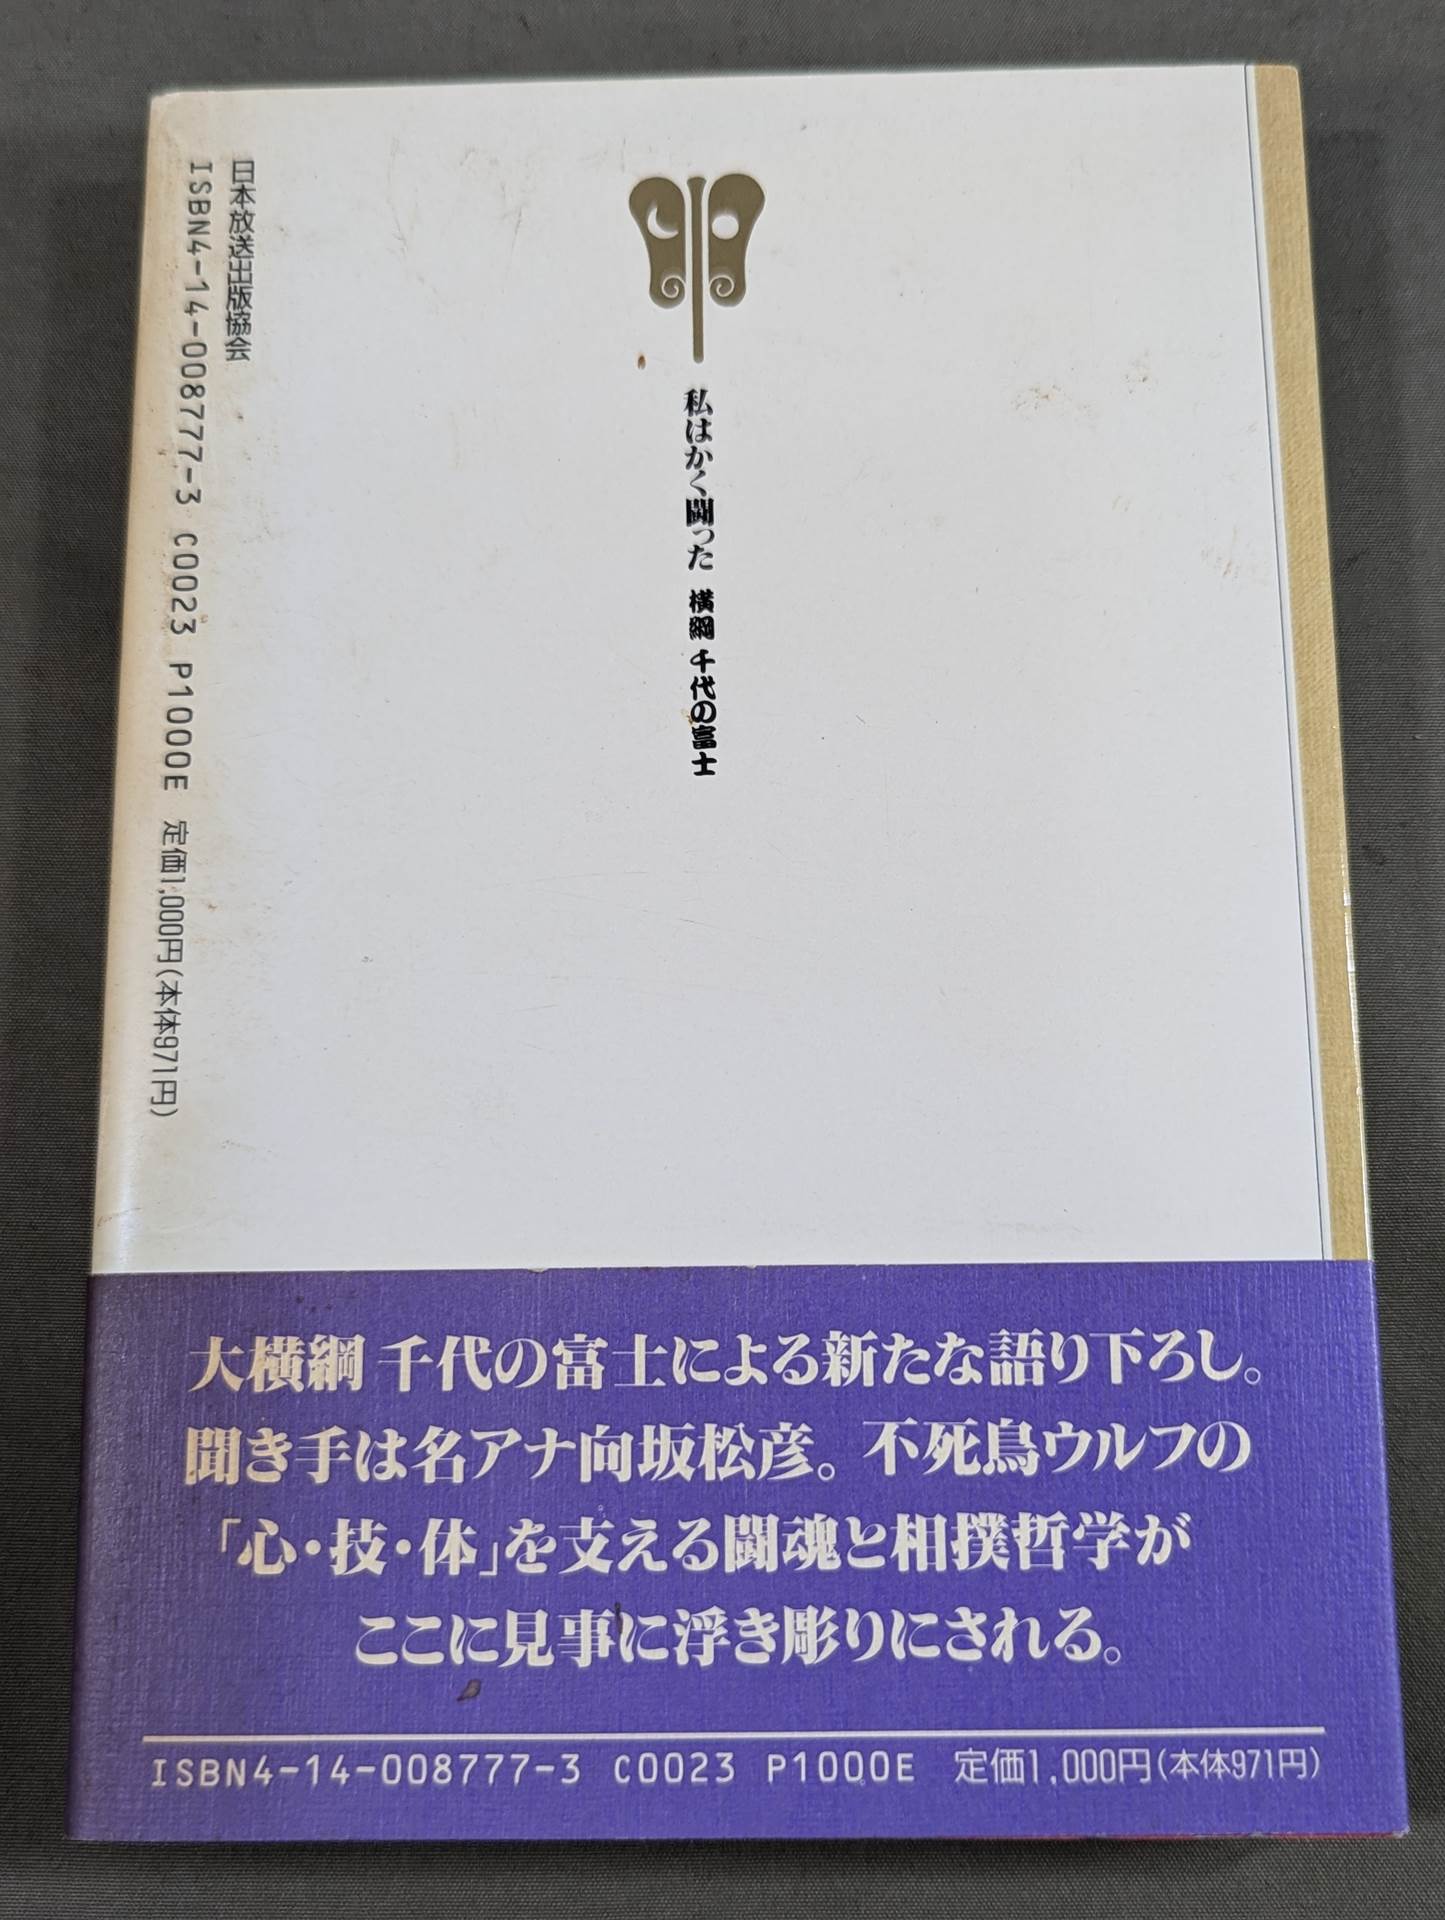 日本放送出版協会
ISBN4-14-008777-3 C0023 P1000E 定価1,000円(本体971円)
私はかく闘った 横綱 千代の富士
大横綱 千代の富士による新たな語り下ろし。
聞き手は名アナ向坂松彦。不死鳥ウルフの
「心・技・体」を支える闘魂と相撲哲学が
ここに見事に浮き彫りにされる。
ISBN4-14-008777-3 C0023 P1000E 定価1,000円(本体971円)